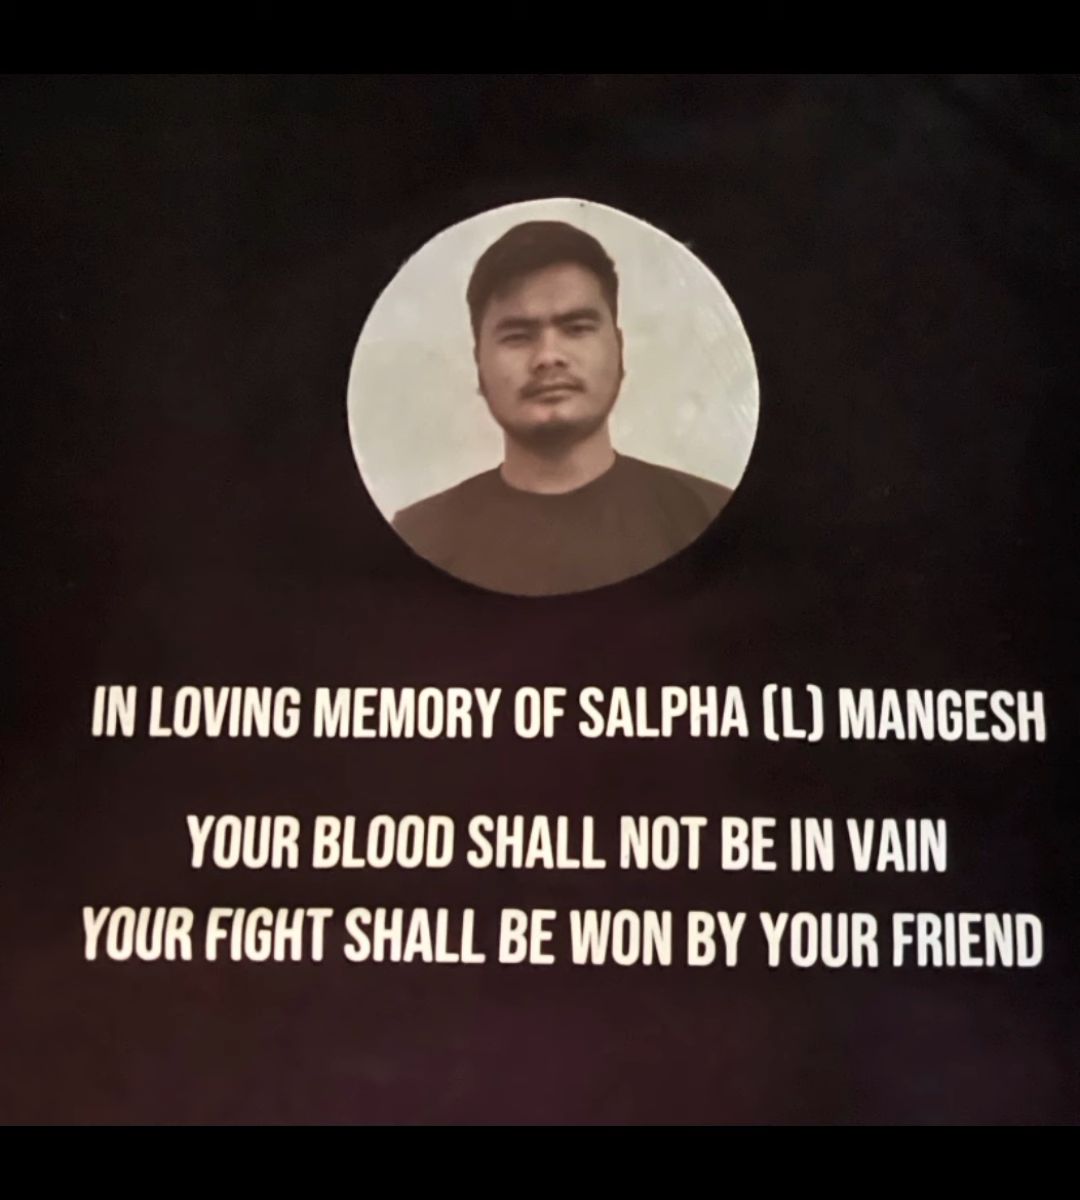 IN LOVING MEMORY OF SALPHA (L) MANGESH
YOUR BLOOD SHALL NOT BE IN VAIN
YOUR FIGHT SHALL BE WON BY YOUR FRIEND